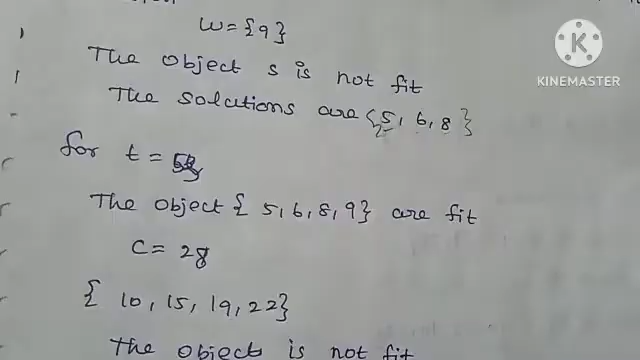 W = {9}
KINEMASTER
The object s is not fit
The solutions are {5, 6, 8}
for t =
The object { 5, 6, 8, 9} are fit
C = 28
{ 10, 15, 19, 22}
The object is not fit